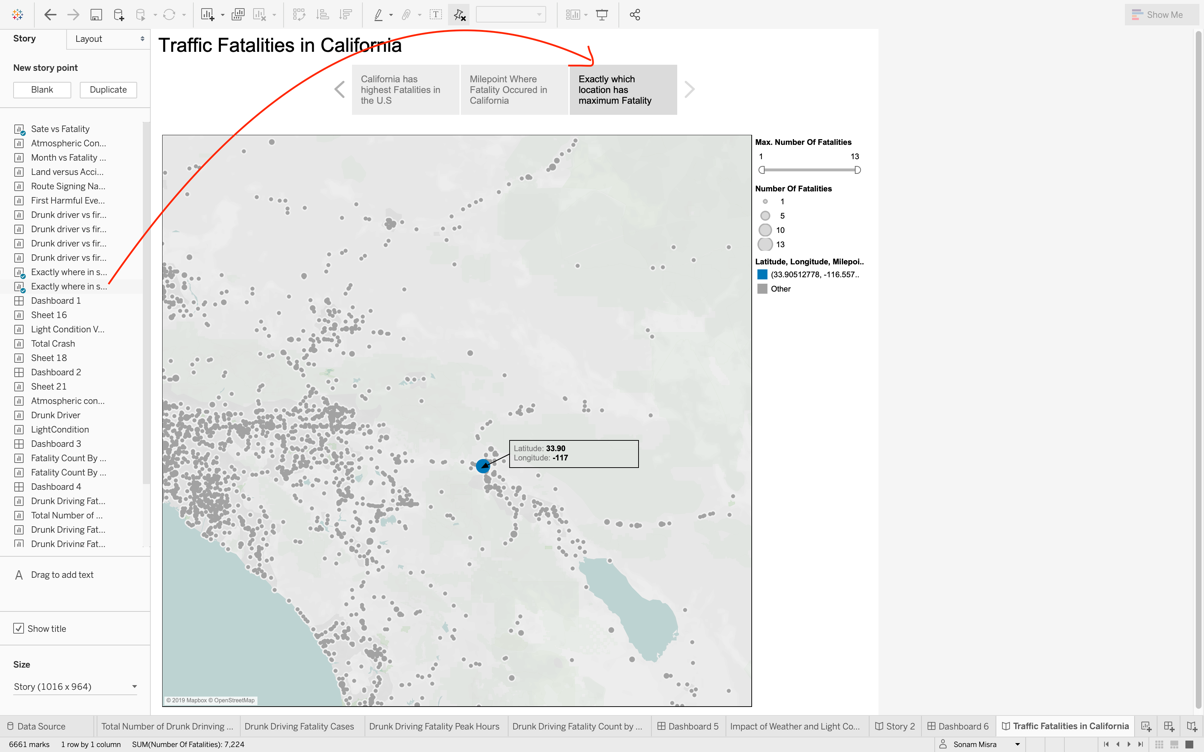 Show Me
Story
Layout
Traffic Fatalities in California
New story point
Blank
Duplicate
California has
highest Fatalities in
the U.S
Milepoint Where
Fatality Occured in
California
Exactly which
location has
maximum Fatality
Sate vs Fatality
Atmospheric Con...
Month vs Fatality ...
Land versus Acci...
Route Signing Na...
First Harmful Eve...
Drunk driver vs fir...
Drunk driver vs fir...
Drunk driver vs fir...
Drunk driver vs fir...
Exactly where in s...
Exactly where in s...
Dashboard 1
Sheet 16
Light Condition V...
Total Crash
Sheet 18
Dashboard 2
Sheet 21
Atmospheric con...
Drunk Driver
LightCondition
Dashboard 3
Fatality Count By ...
Fatality Count By ...
Dashboard 4
Drunk Driving Fat...
Total Number of ...
Drunk Driving Fat...
Drunk Driving Fat...
A Drag to add text
Show title
Size
Story (1016 x 964)
Max. Number Of Fatalities
1 13
Number Of Fatalities
1
5
10
13
Latitude, Longitude, Milepoi..
(33.90512778, -116.557..
Other
Latitude: 33.90
Longitude: -117
© 2019 Mapbox © OpenStreetMap
Data Source
Total Number of Drunk Drinving ...
Drunk Driving Fatality Cases
Drunk Driving Fatality Peak Hours
Drunk Driving Fatality Count by ...
Dashboard 5
Impact of Weather and Light Co...
Story 2
Dashboard 6
Traffic Fatalities in California
6661 marks
1 row by 1 column
SUM(Number Of Fatalities): 7,224
Sonam Misra